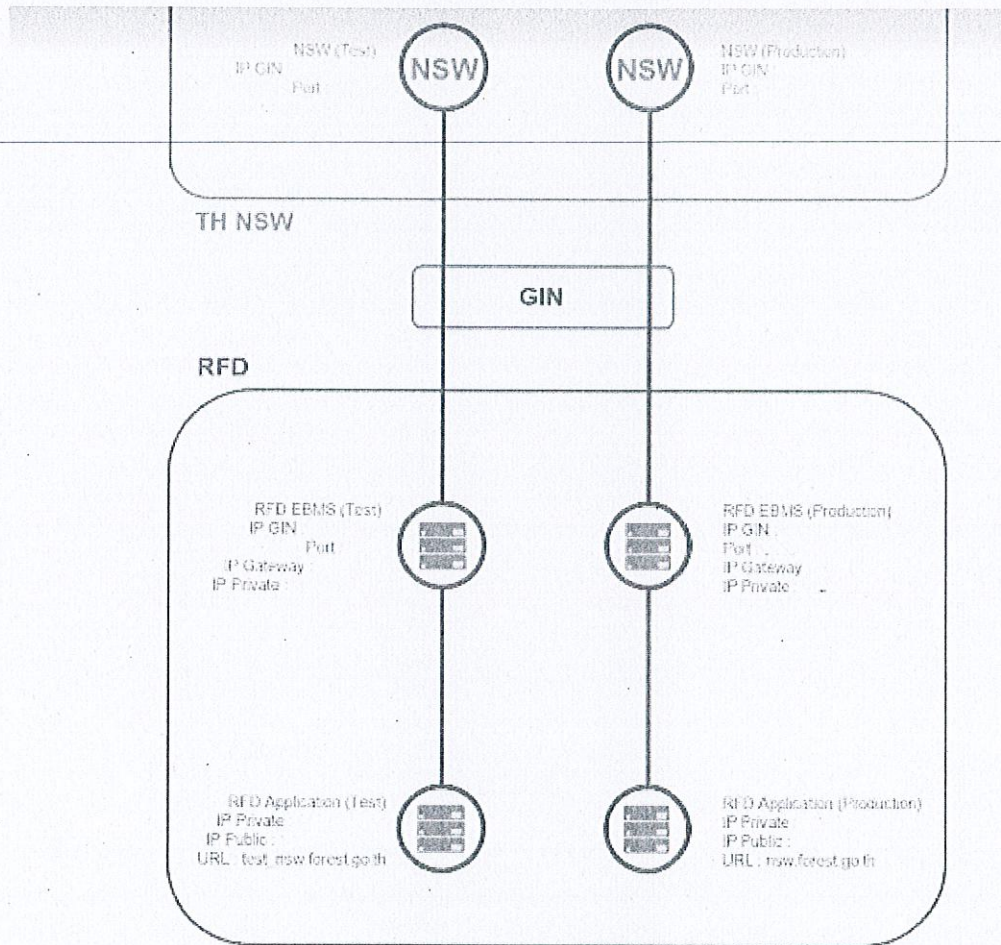 NSW (Test)
IP GIN
Port :
NSW
NSW
NSW (Production)
IP GIN :
Port :
TH NSW
GIN
RFD
RFD EBMS (Test)
IP GIN :
Port :
IP Gateway :
IP Private :
RFD EBMS (Production)
IP GIN :
Port :
IP Gateway
IP Private :
RFD Application (Test)
IP Private
IP Public :
URL : test_nsw.forest.go.th
RFD Application (Production)
IP Private :
IP Public :
URL : nsw.forest.go.th